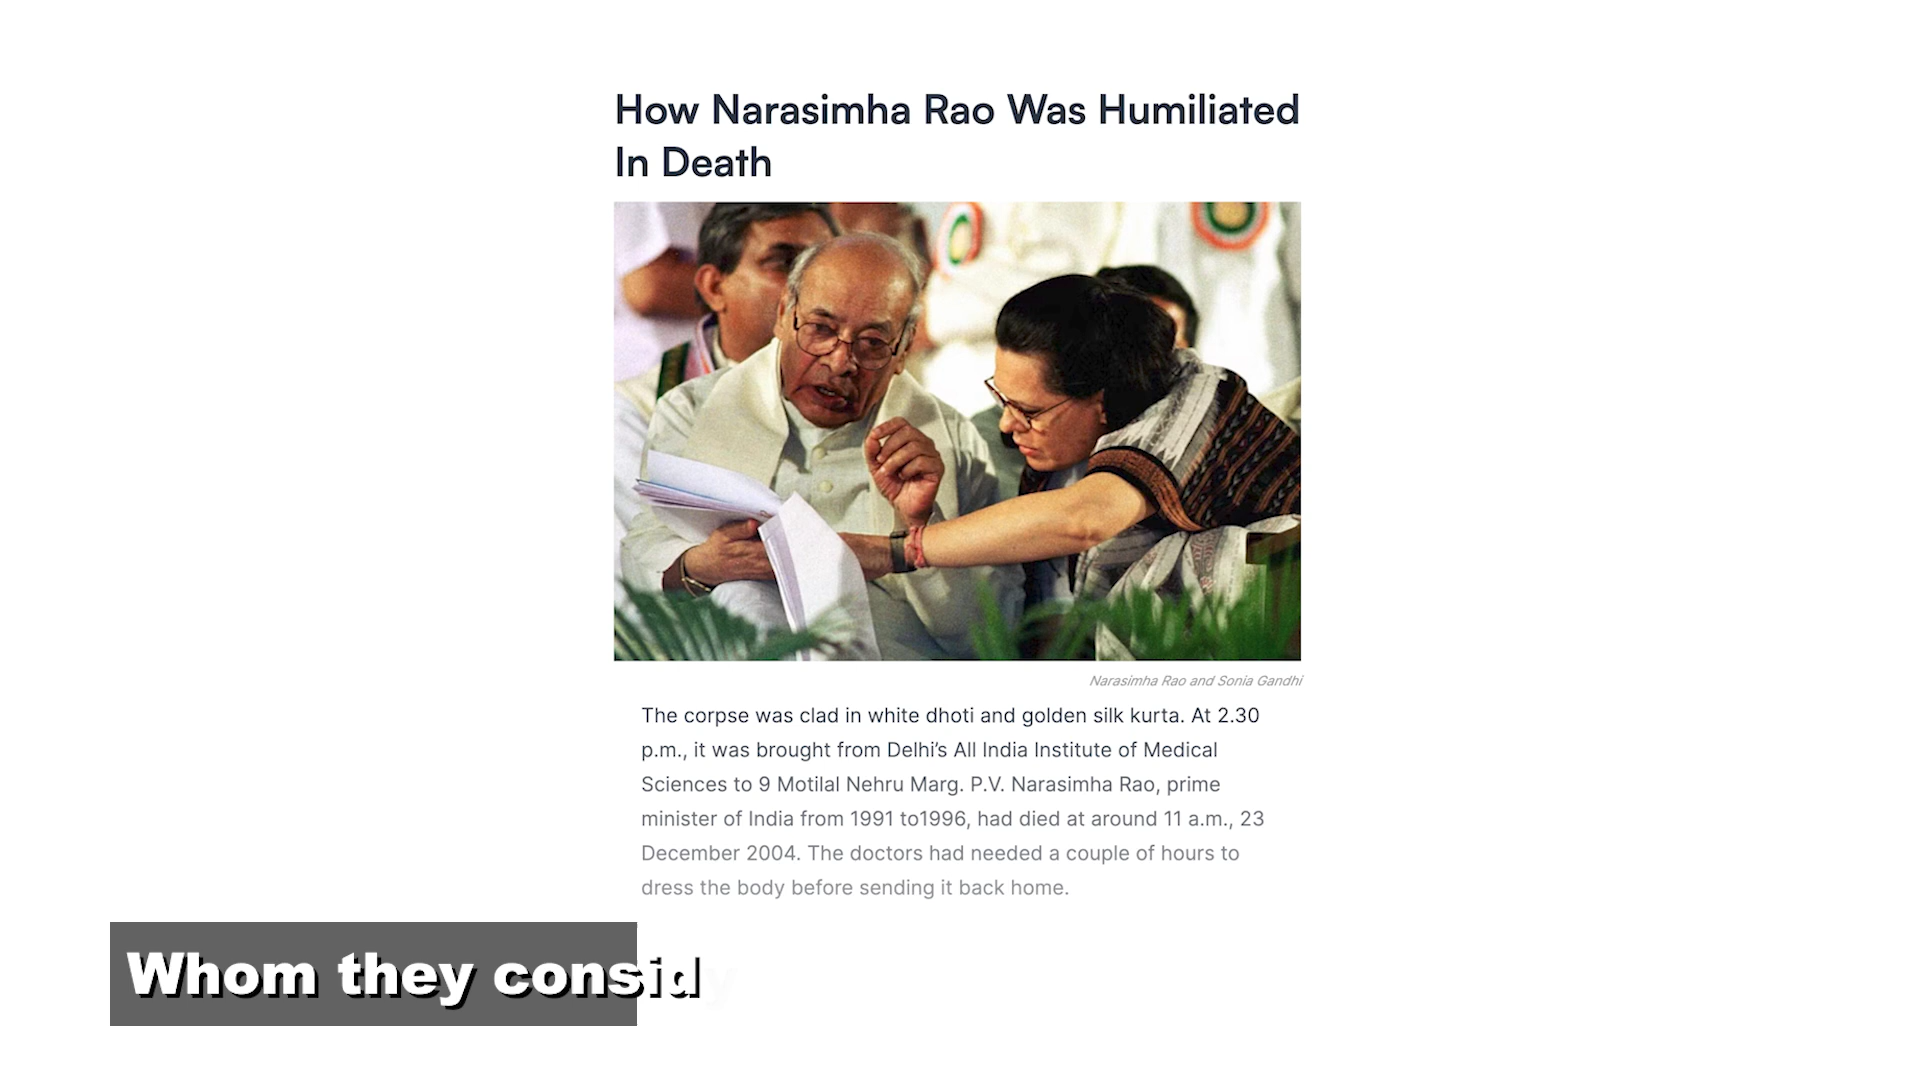 How Narasimha Rao Was Humiliated
In Death
Narasimha Rao and Sonia Gandhi
The corpse was clad in white dhoti and golden silk kurta. At 2.30
p.m., it was brought from Delhi’s All India Institute of Medical
Sciences to 9 Motilal Nehru Marg. P.V. Narasimha Rao, prime
minister of India from 1991 to1996, had died at around 11 a.m., 23
December 2004. The doctors had needed a couple of hours to
dress the body before sending it back home.
Whom they consid